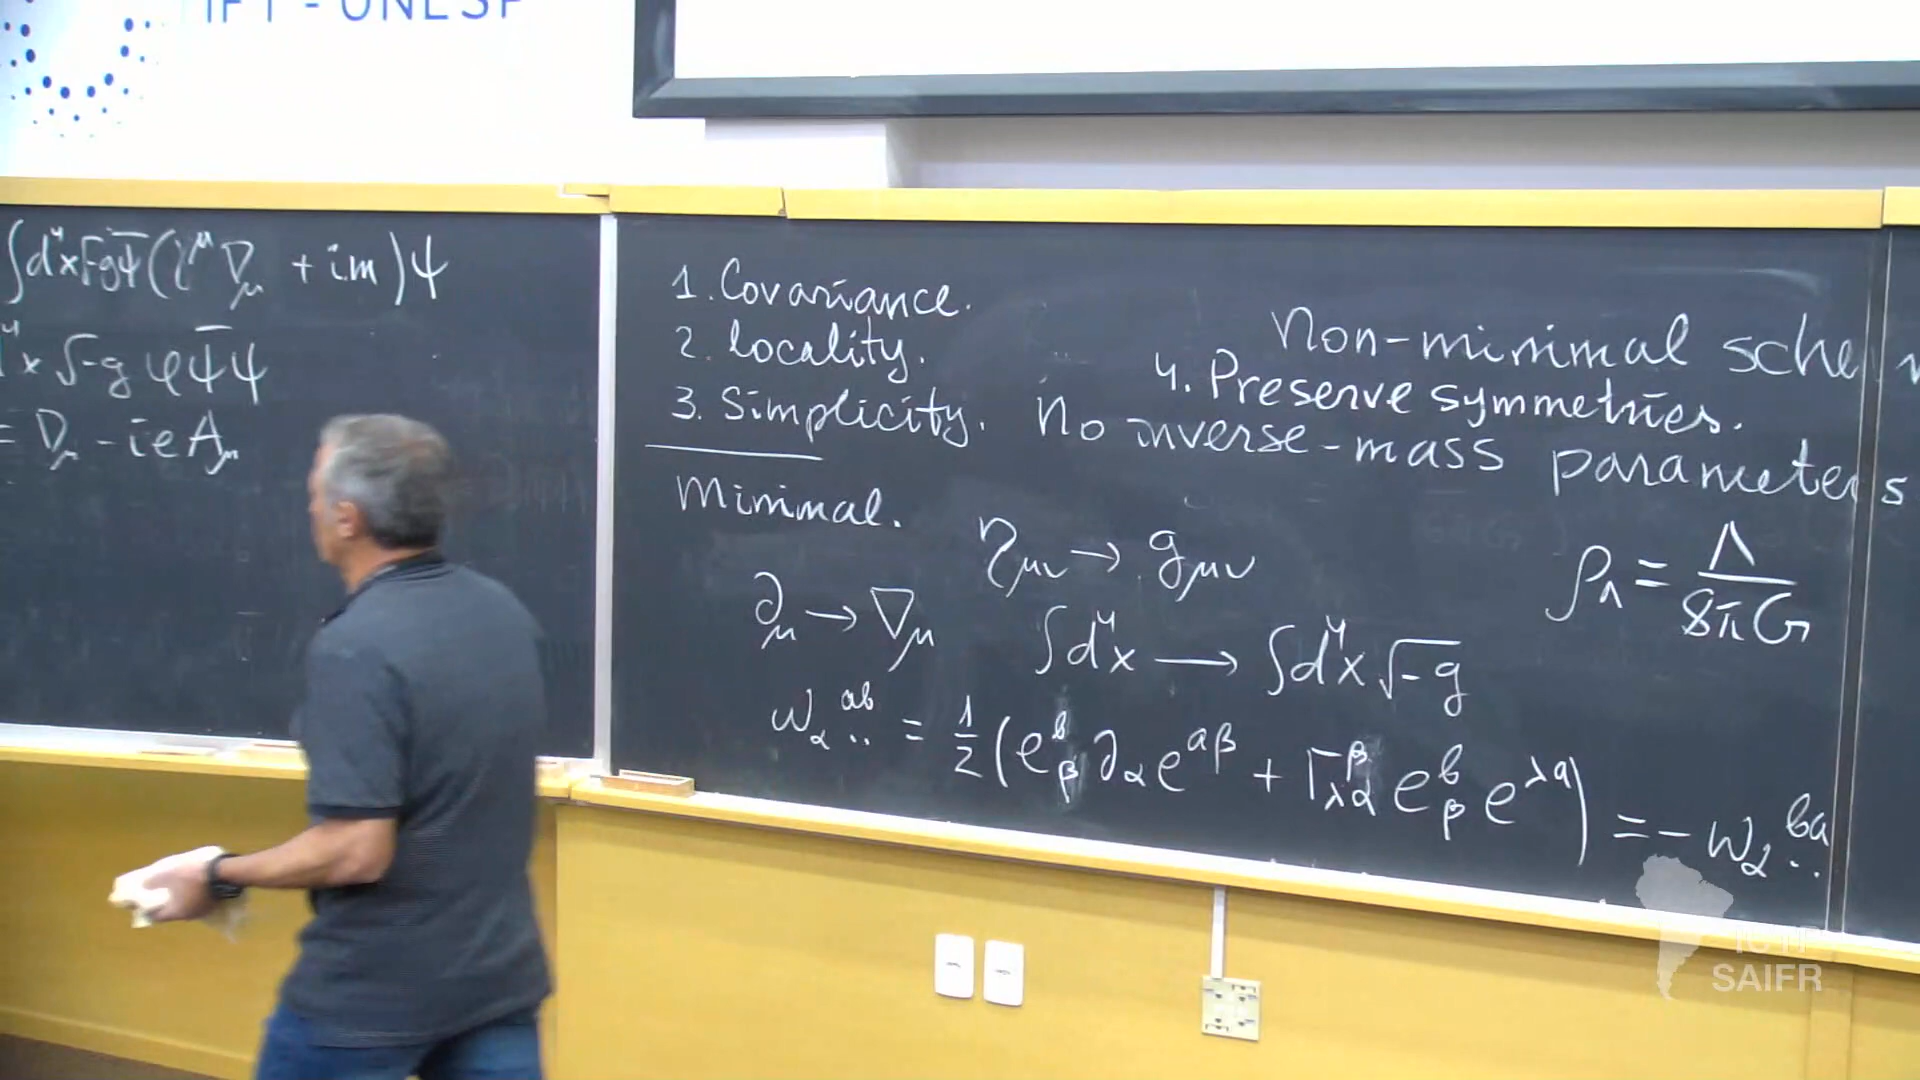 IFT - UNESP
∫d⁴x√-g ψ̄(γ^μ ∇_μ + im)ψ
⁴x √-g φψ̄ψ
= D_μ - ieA_μ
1. Covariance.
2. locality.
3. Simplicity. No inverse-mass parameters
Non-minimal sche
4. Preserve symmetries.
Minimal.
η_μν → g_μν
ρ_Λ = Λ/8πG
∂_μ → ∇_μ
∫d⁴x → ∫d⁴x √-g
ω_α^ab.. = 1/2 (e^b_β ∂_α e^aβ + Γ^β_λα e^b_β e^λa) = - ω_α^ba..
ICTP
SAIFR